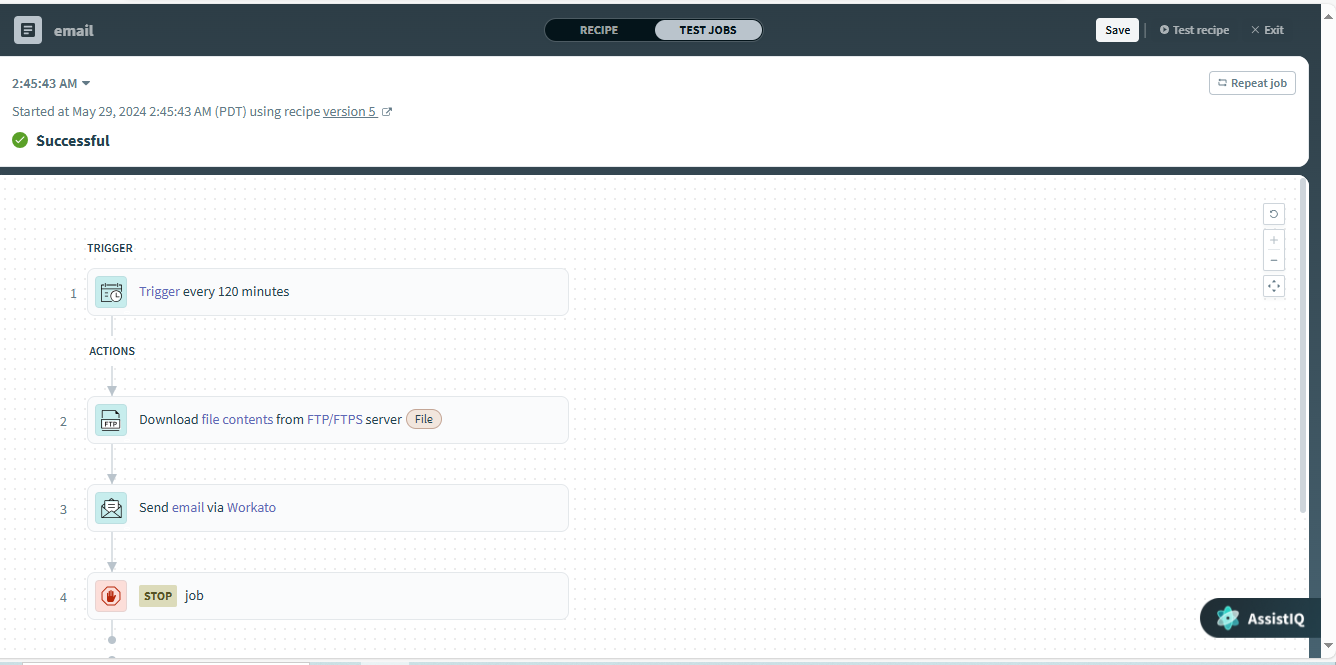 email
RECIPE
TEST JOBS
Save
Test recipe
Exit
2:45:43 AM
Repeat job
Started at May 29, 2024 2:45:43 AM (PDT) using recipe version 5
Successful
TRIGGER
1
Trigger every 120 minutes
ACTIONS
2
FTP
Download file contents from FTP/FTPS server File
3
Send email via Workato
4
STOP job
AssistIQ